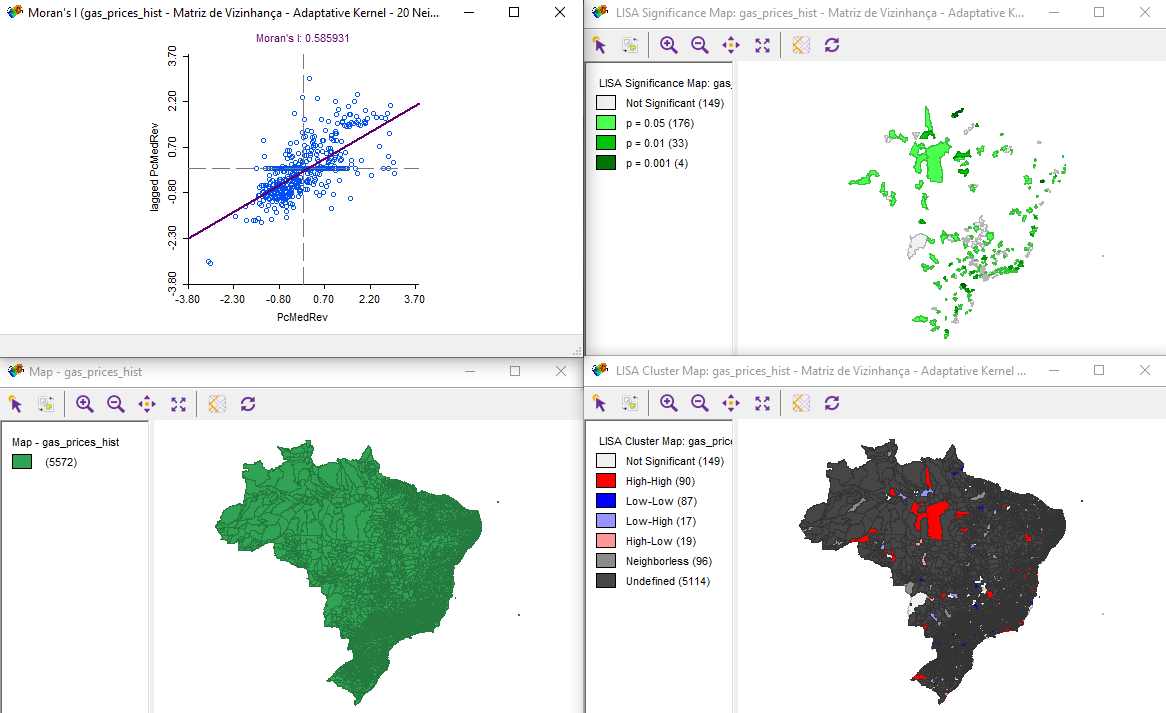 Moran's I (gas_prices_hist - Matriz de Vizinhança - Adaptative Kernel - 20 Nei...
Moran's I: 0.585931
3.70
2.20
0.70
-0.80
-2.30
-3.80
lagged PcMedRev
-3.80 -2.30 -0.80 0.70 2.20 3.70
PcMedRev
LISA Significance Map: gas_prices_hist - Matriz de Vizinhança - Adaptative K...
LISA Significance Map: gas_
Not Significant (149)
p = 0.05 (176)
p = 0.01 (33)
p = 0.001 (4)
Map - gas_prices_hist
Map - gas_prices_hist
(5572)
LISA Cluster Map: gas_prices_hist - Matriz de Vizinhança - Adaptative Kernel ...
LISA Cluster Map: gas_price
Not Significant (149)
High-High (90)
Low-Low (87)
Low-High (17)
High-Low (19)
Neighborless (96)
Undefined (5114)